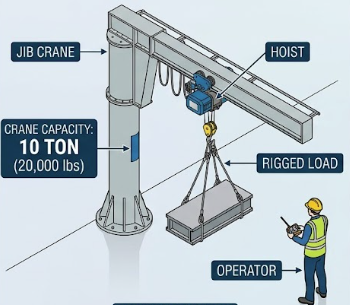 JIB CRANE
HOIST
CRANE CAPACITY:
10 TON
(20,000 lbs)
RIGGED LOAD
OPERATOR